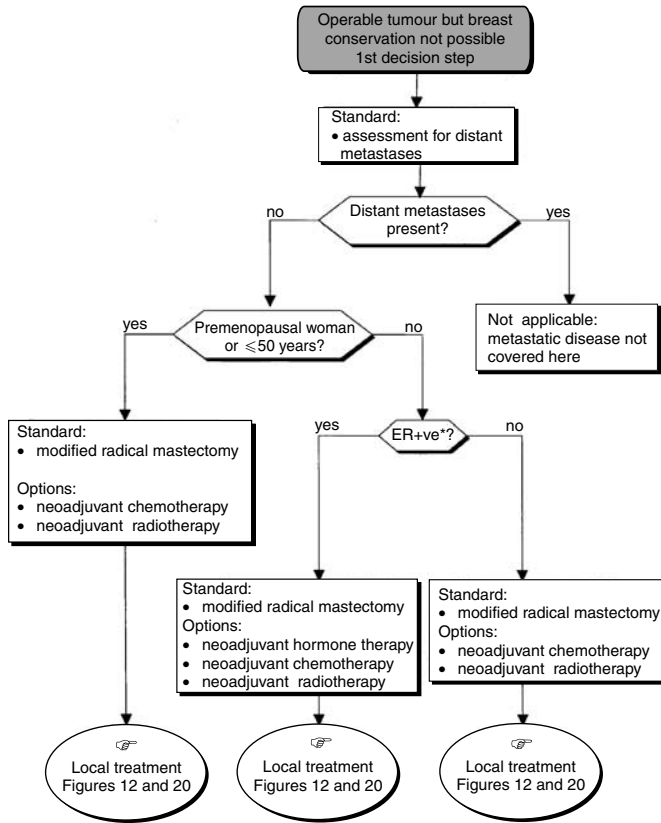 Operable tumour but breast
conservation not possible
1st decision step
Standard:
• assessment for distant
metastases
no
Distant metastases
present?
yes
yes
Premenopausal woman
or ⩽50 years?
no
Not applicable:
metastatic disease not
covered here
Standard:
• modified radical mastectomy
Options:
• neoadjuvant chemotherapy
• neoadjuvant radiotherapy
yes
ER+ve*?
no
Standard:
• modified radical mastectomy
Options:
• neoadjuvant hormone therapy
• neoadjuvant chemotherapy
• neoadjuvant radiotherapy
Standard:
• modified radical mastectomy
Options:
• neoadjuvant chemotherapy
• neoadjuvant radiotherapy
☞
Local treatment
Figures 12 and 20
☞
Local treatment
Figures 12 and 20
☞
Local treatment
Figures 12 and 20